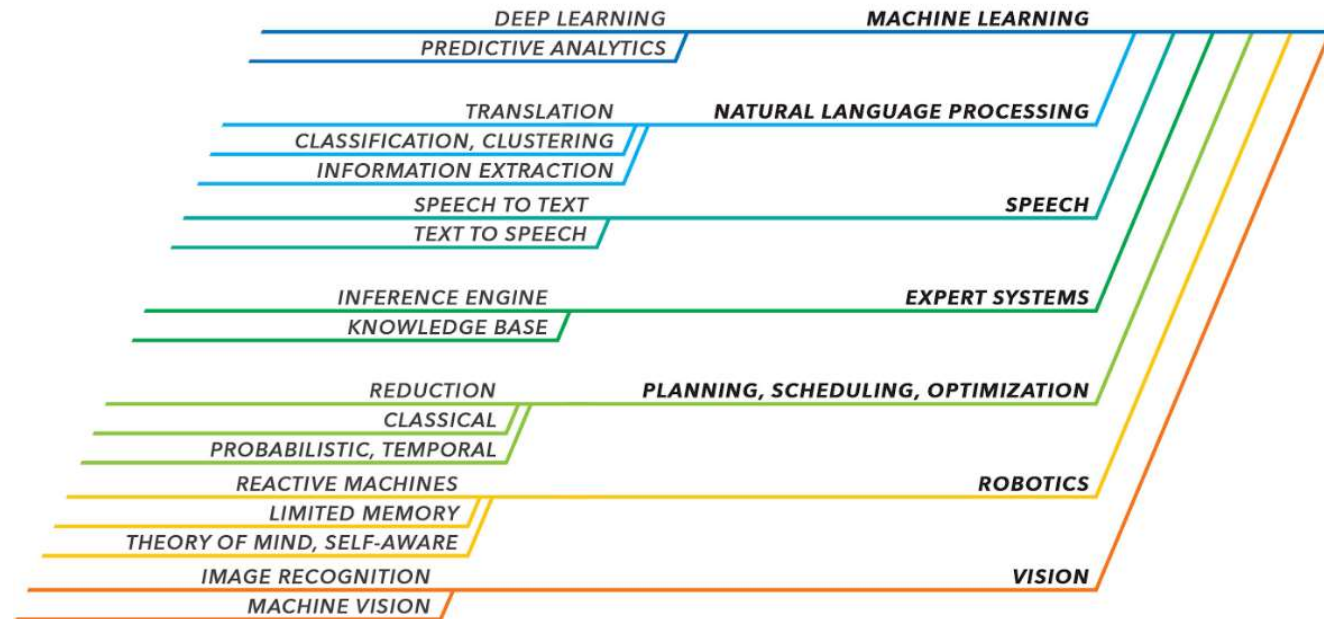 DEEP LEARNING MACHINE LEARNING
PREDICTIVE ANALYTICS
TRANSLATION NATURAL LANGUAGE PROCESSING
CLASSIFICATION, CLUSTERING
INFORMATION EXTRACTION
SPEECH TO TEXT SPEECH
TEXT TO SPEECH
INFERENCE ENGINE EXPERT SYSTEMS
KNOWLEDGE BASE
REDUCTION PLANNING, SCHEDULING, OPTIMIZATION
CLASSICAL
PROBABILISTIC, TEMPORAL
REACTIVE MACHINES ROBOTICS
LIMITED MEMORY
THEORY OF MIND, SELF-AWARE
IMAGE RECOGNITION VISION
MACHINE VISION